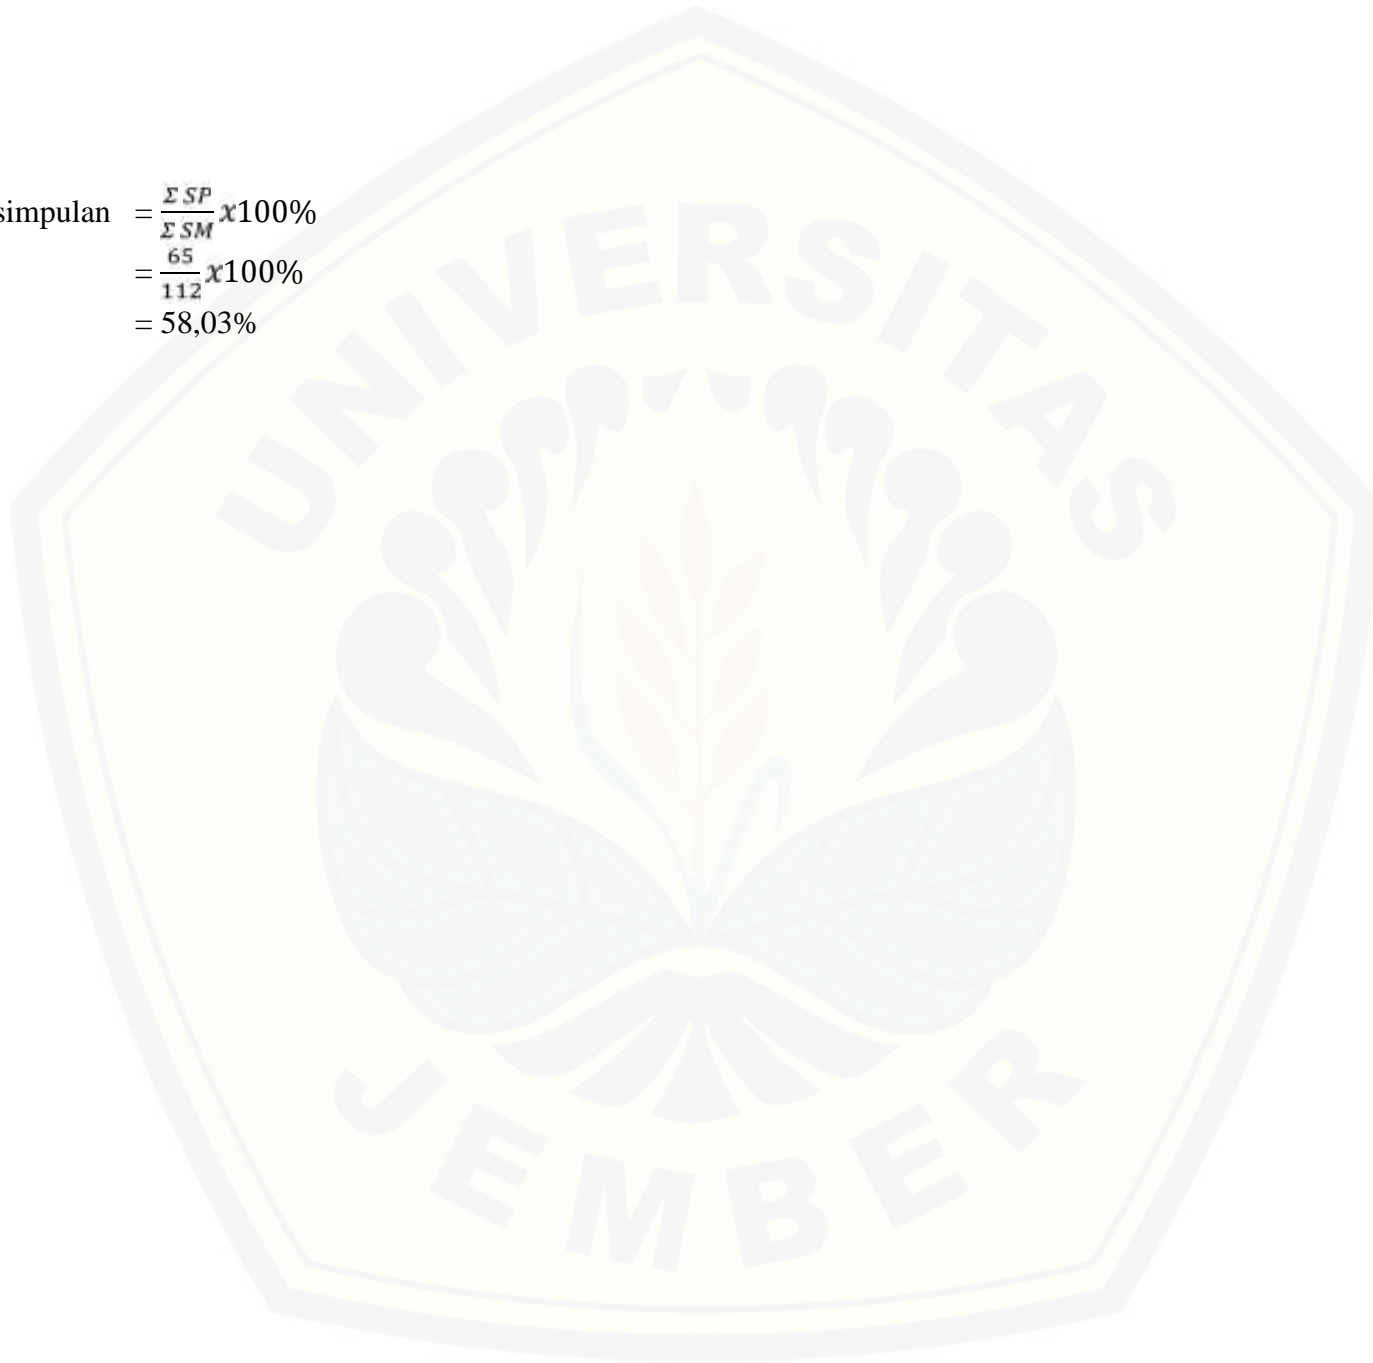 simpulan = Σ SP / Σ SM x100%
= 65 / 112 x100%
= 58,03%
UNIVERSITAS
JEMBER